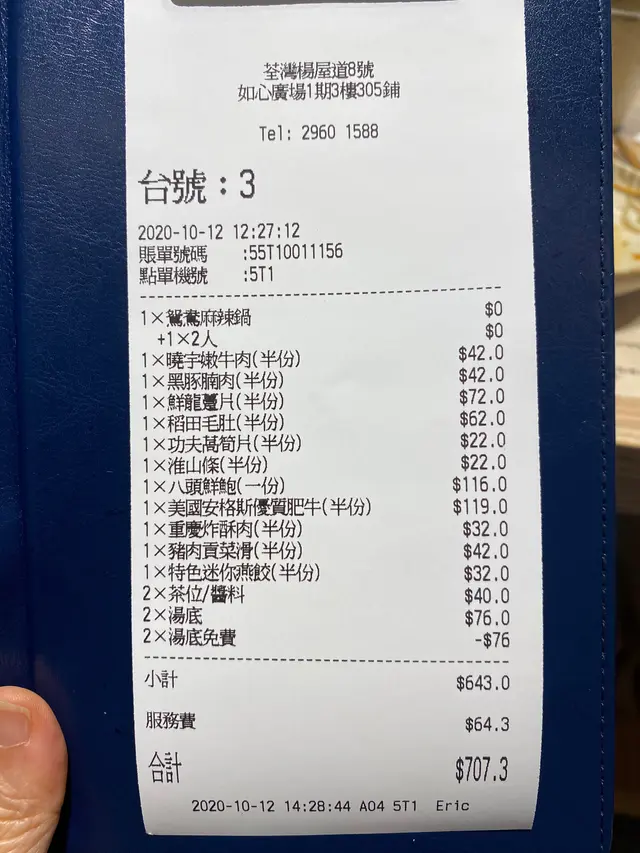 荃灣楊屋道8號
如心廣場1期3樓305鋪
Tel: 2960 1588
台號：3
2020-10-12 12:27:12
賬單號碼 :55T10011156
點單機號 :5T1
1×鴛鴦麻辣鍋 $0
+1×2人 $0
1×曉宇嫩牛肉(半份) $42.0
1×黑豚腩肉(半份) $42.0
1×鮮龍躉片(半份) $72.0
1×稻田毛肚(半份) $62.0
1×功夫萵筍片(半份) $22.0
1×淮山條(半份) $22.0
1×八頭鮮鮑(一份) $116.0
1×美國安格斯優質肥牛(半份) $119.0
1×重慶炸酥肉(半份) $32.0
1×豬肉貢菜滑(半份) $42.0
1×特色迷你燕餃(半份) $32.0
2×茶位/醬料 $40.0
2×湯底 $76.0
2×湯底免費 -$76
小計 $643.0
服務費 $64.3
合計 $707.3
2020-10-12 14:28:44 A04 5T1 Eric